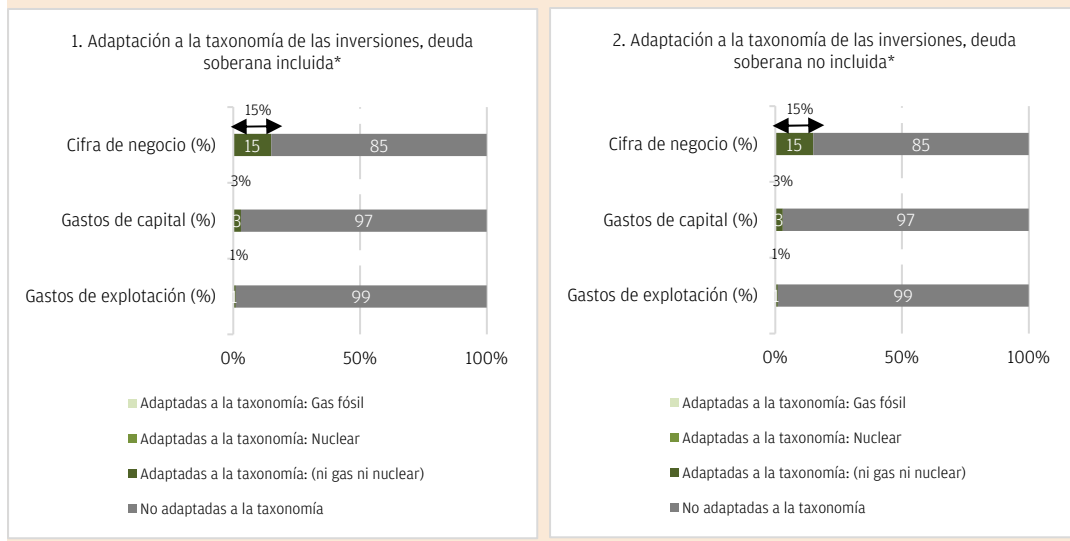 1. Adaptación a la taxonomía de las inversiones, deuda
soberana incluida*
15%
Cifra de negocio (%)
15
85
3%
Gastos de capital (%)
3
97
1%
Gastos de explotación (%)
1
99
0%
50%
100%
Adaptadas a la taxonomía: Gas fósil
Adaptadas a la taxonomía: Nuclear
Adaptadas a la taxonomía: (ni gas ni nuclear)
No adaptadas a la taxonomía
2. Adaptación a la taxonomía de las inversiones, deuda
soberana no incluida*
15%
Cifra de negocio (%)
15
85
3%
Gastos de capital (%)
3
97
1%
Gastos de explotación (%)
1
99
0%
50%
100%
Adaptadas a la taxonomía: Gas fósil
Adaptadas a la taxonomía: Nuclear
Adaptadas a la taxonomía: (ni gas ni nuclear)
No adaptadas a la taxonomía